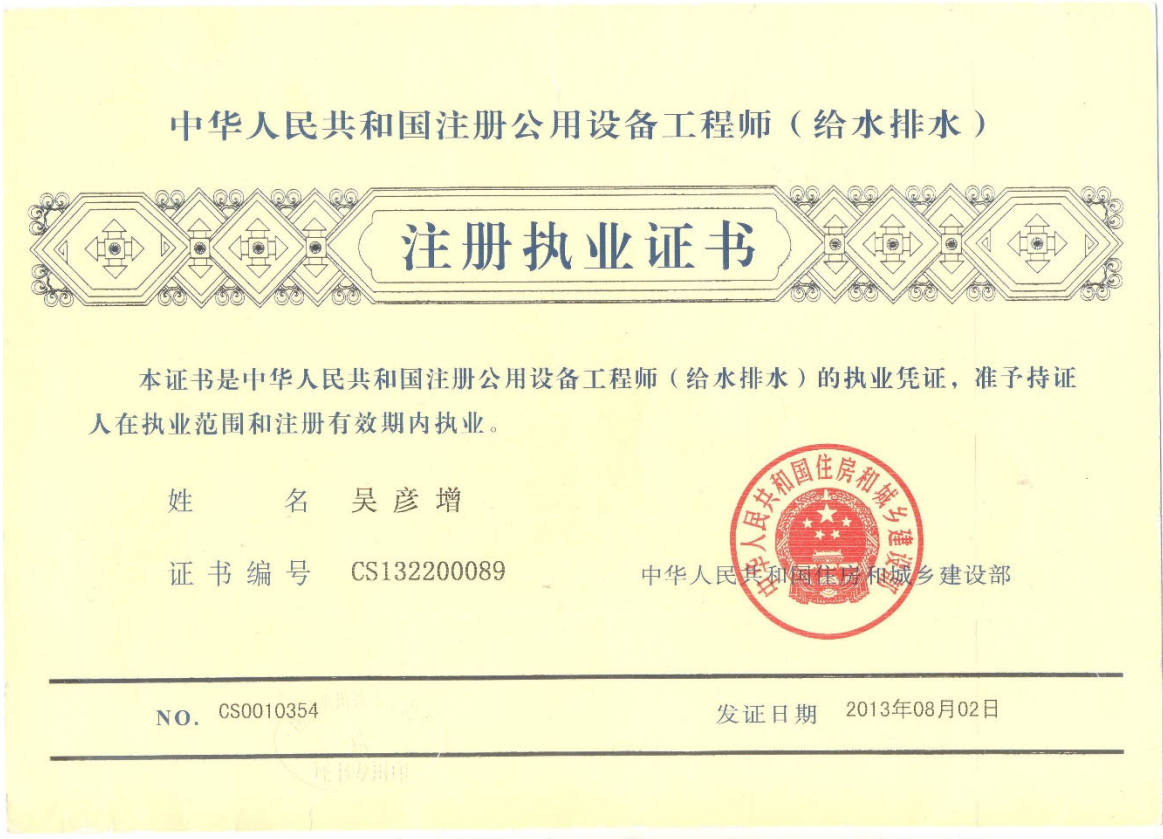 中华人民共和国注册公用设备工程师（给水排水）
注册执业证书
本证书是中华人民共和国注册公用设备工程师（给水排水）的执业凭证，准予持证
人在执业范围和注册有效期内执业。
姓 名 吴彦增
证书编号 CS132200089
中华人民共和国住房和城乡建设部
中华人民共和国住房和城乡建设部
NO. CS0010354
发证日期 2013年08月02日